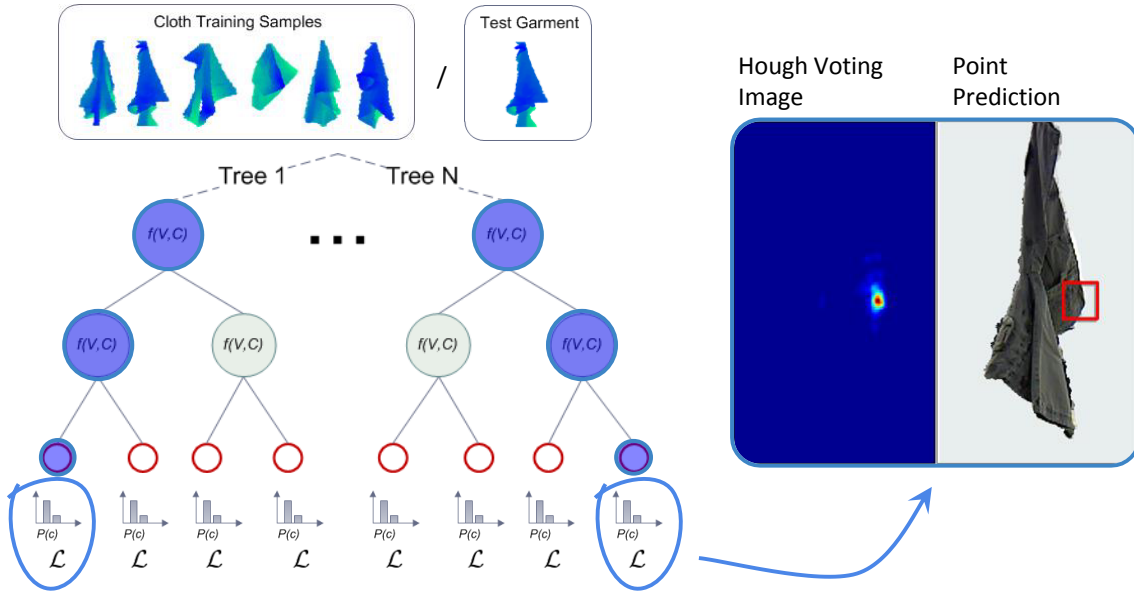 Cloth Training Samples
/
Test Garment
Tree 1
Tree N
f(V,C)
...
f(V,C)
f(V,C)
f(V,C)
f(V,C)
f(V,C)
P(c)
P(c)
P(c)
P(c)
P(c)
P(c)
P(c)
P(c)
ℒ
ℒ
ℒ
ℒ
ℒ
ℒ
ℒ
ℒ
Hough Voting
Image
Point
Prediction